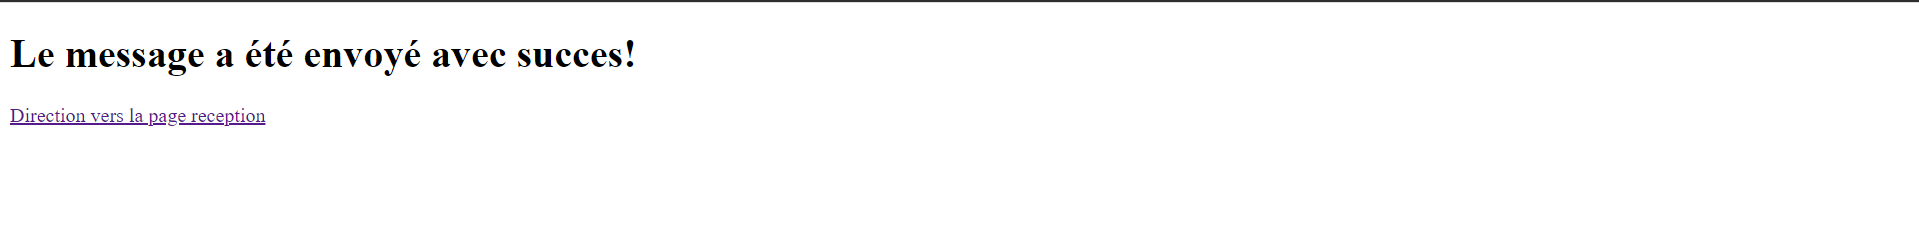 Le message a été envoyé avec succes!
Direction vers la page reception